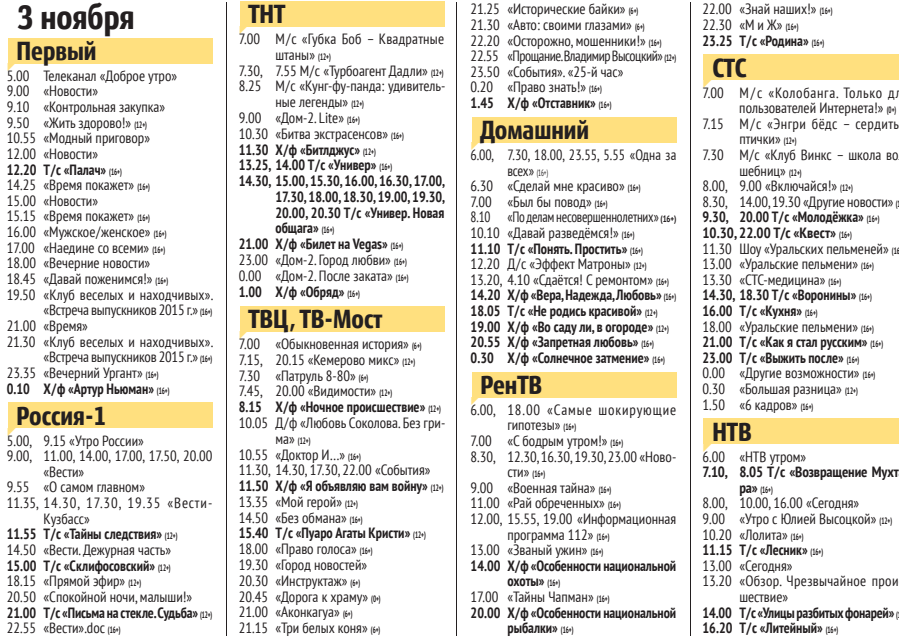 3 ноября
Первый
5.00 Телеканал «Доброе утро»
9.00 «Новости»
9.10 «Контрольная закупка»
9.50 «Жить здорово!» (12+)
10.55 «Модный приговор»
12.00 «Новости»
12.20 Т/с «Палач» (16+)
14.25 «Время покажет» (16+)
15.00 «Новости»
15.15 «Время покажет» (16+)
16.00 «Мужское/женское» (16+)
17.00 «Наедине со всеми» (16+)
18.00 «Вечерние новости»
18.45 «Давай поженимся!» (16+)
19.50 «Клуб веселых и находчивых».
«Встреча выпускников 2015 г.» (16+)
21.00 «Время»
21.30 «Клуб веселых и находчивых».
«Встреча выпускников 2015 г.» (16+)
23.35 «Вечерний Ургант» (16+)
0.10 Х/ф «Артур Ньюман» (16+)
Россия-1
5.00, 9.15 «Утро России»
9.00, 11.00, 14.00, 17.00, 17.50, 20.00
«Вести»
9.55 «О самом главном»
11.35, 14.30, 17.30, 19.35 «Вести-
Кузбасс»
11.55 Т/с «Тайны следствия» (12+)
14.50 «Вести. Дежурная часть»
15.00 Т/с «Склифосовский» (12+)
18.15 «Прямой эфир» (12+)
20.50 «Спокойной ночи, малыши!»
21.00 Т/с «Письма на стекле. Судьба» (12+)
22.55 «Вести».doc (16+)
ТНТ
7.00 М/с «Губка Боб – Квадратные
штаны» (12+)
7.30, 7.55 М/с «Турбоагент Дадли» (12+)
8.25 М/с «Кунг-фу-панда: удивитель-
ные легенды» (12+)
9.00 «Дом-2. Lite» (16+)
10.30 «Битва экстрасенсов» (16+)
11.30 Х/ф «Битлджус» (12+)
13.25, 14.00 Т/с «Универ» (16+)
14.30, 15.00, 15.30, 16.00, 16.30, 17.00,
17.30, 18.00, 18.30, 19.00, 19.30,
20.00, 20.30 Т/с «Универ. Новая
общага» (16+)
21.00 Х/ф «Билет на Vegas» (16+)
23.00 «Дом-2. Город любви» (16+)
0.00 «Дом-2. После заката» (16+)
1.00 Х/ф «Обряд» (16+)
ТВЦ, ТВ-Мост
7.00 «Обыкновенная история» (6+)
7.15, 20.15 «Кемерово микс» (12+)
7.30 «Патруль 8-80» (6+)
7.45, 20.00 «Видимости» (12+)
8.15 Х/ф «Ночное происшествие» (12+)
10.05 Д/ф «Любовь Соколова. Без гри-
ма» (12+)
10.55 «Доктор И...» (16+)
11.30, 14.30, 17.30, 22.00 «События»
11.50 Х/ф «Я объявляю вам войну» (12+)
13.35 «Мой герой» (12+)
14.50 «Без обмана» (16+)
15.40 Т/с «Пуаро Агаты Кристи» (12+)
18.00 «Право голоса» (16+)
19.30 «Город новостей»
20.30 «Инструктаж» (6+)
20.45 «Дорога к храму» (0+)
21.00 «Аконкагуа» (6+)
21.15 «Три белых коня» (6+)
21.25 «Исторические байки» (6+)
21.30 «Авто: своими глазами» (6+)
22.20 «Осторожно, мошенники!» (16+)
22.55 «Прощание. Владимир Высоцкий» (12+)
23.50 «События». «25-й час»
0.20 «Право знать!» (16+)
1.45 Х/ф «Отставник» (16+)
Домашний
6.00, 7.30, 18.00, 23.55, 5.55 «Одна за
всех» (16+)
6.30 «Сделай мне красиво» (16+)
7.00 «Был бы повод» (16+)
8.10 «По делам несовершеннолетних» (16+)
10.10 «Давай разведёмся!» (16+)
11.10 Т/с «Понять. Простить» (16+)
12.20 Д/с «Эффект Матроны» (12+)
13.20, 4.10 «Сдаётся! С ремонтом» (16+)
14.20 Х/ф «Вера, Надежда, Любовь» (16+)
18.05 Т/с «Не родись красивой» (12+)
19.00 Х/ф «Во саду ли, в огороде» (12+)
20.55 Х/ф «Запретная любовь» (16+)
0.30 Х/ф «Солнечное затмение» (16+)
РенТВ
6.00, 18.00 «Самые шокирующие
гипотезы» (16+)
7.00 «С бодрым утром!» (16+)
8.30, 12.30, 16.30, 19.30, 23.00 «Ново-
сти» (16+)
9.00 «Военная тайна» (16+)
11.00 «Рай обреченных» (16+)
12.00, 15.55, 19.00 «Информационная
программа 112» (16+)
13.00 «Званый ужин» (16+)
14.00 Х/ф «Особенности национальной
охоты» (16+)
17.00 «Тайны Чапман» (16+)
20.00 Х/ф «Особенности национальной
рыбалки» (16+)
22.00 «Знай наших!» (16+)
22.30 «М и Ж» (16+)
23.25 Т/с «Родина» (16+)
СТС
7.00 М/с «Колобанга. Только дл
пользователей Интернета!» (0+)
7.15 М/с «Энгри бёдс – сердиты
птички» (12+)
7.30 М/с «Клуб Винкс – школа во
шебниц» (12+)
8.00, 9.00 «Включайся!» (12+)
8.30, 14.00, 19.30 «Другие новости» (1
9.30, 20.00 Т/с «Молодёжка» (16+)
10.30, 22.00 Т/с «Квест» (16+)
11.30 Шоу «Уральских пельменей» (16
13.00 «Уральские пельмени» (16+)
13.30 «СТС-медицина» (16+)
14.30, 18.30 Т/с «Воронины» (16+)
16.00 Т/с «Кухня» (16+)
18.00 «Уральские пельмени» (16+)
21.00 Т/с «Как я стал русским» (16+)
23.00 Т/с «Выжить после» (16+)
0.00 «Другие возможности» (16+)
0.30 «Большая разница» (12+)
1.50 «6 кадров» (16+)
НТВ
6.00 «НТВ утром»
7.10, 8.05 Т/с «Возвращение Мухт
ра» (16+)
8.00, 10.00, 16.00 «Сегодня»
9.00 «Утро с Юлией Высоцкой» (12+)
10.20 «Лолита» (16+)
11.15 Т/с «Лесник» (16+)
13.00 «Сегодня»
13.20 «Обзор. Чрезвычайное прои
шествие»
14.00 Т/с «Улицы разбитых фонарей» (
16.20 Т/с «Литейный» (16+)